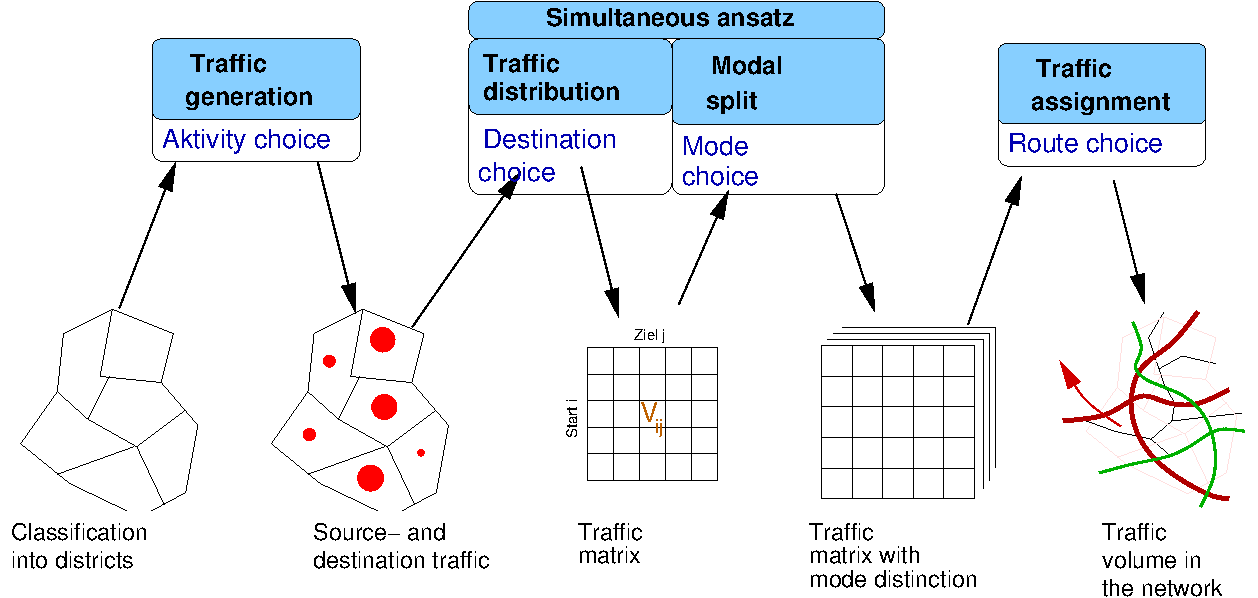 Simultaneous ansatz
Traffic
generation
Aktivity choice
Traffic
distribution
Destination
choice
Modal
split
Mode
choice
Traffic
assignment
Route choice
Ziel j
Start i
Vij
Classification
into districts
Source– and
destination traffic
Traffic
matrix
Traffic
matrix with
mode distinction
Traffic
volume in
the network